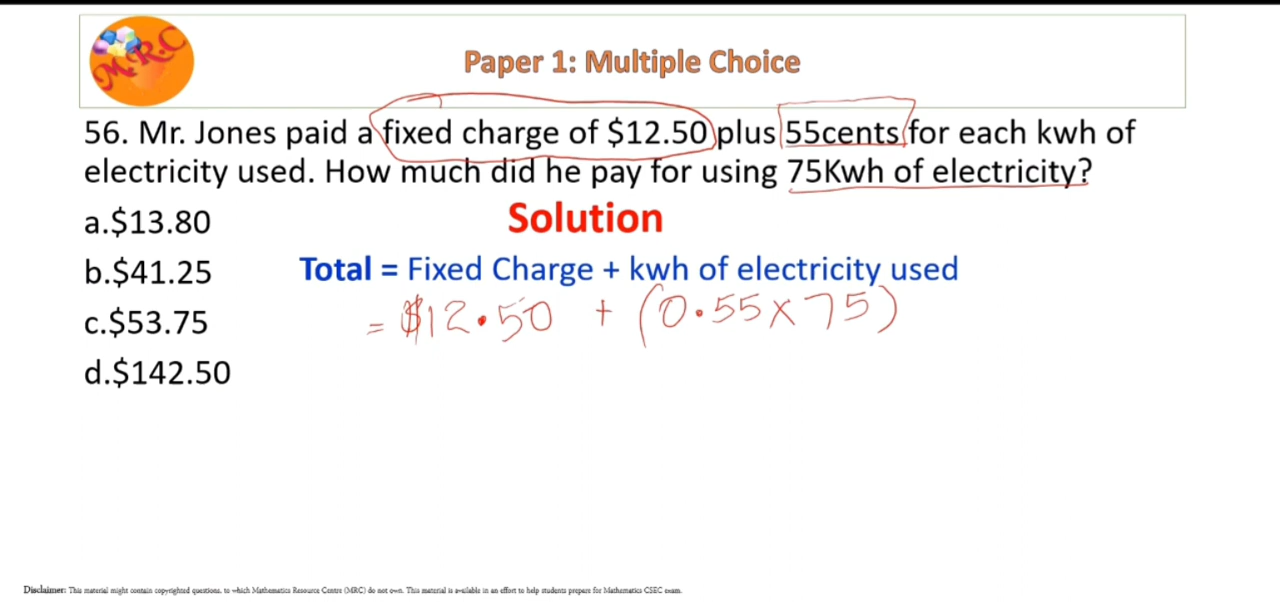 M.R.C
Paper 1: Multiple Choice
56. Mr. Jones paid a fixed charge of $12.50 plus 55cents for each kwh of
electricity used. How much did he pay for using 75Kwh of electricity?
a.$13.80
Solution
b.$41.25
Total = Fixed Charge + kwh of electricity used
c.$53.75
= $12.50 + (0.55 x 75)
d.$142.50
Disclaimer: This material might contain copyrighted questions, to which Mathematics Resource Centre (MRC) do not own. This material is available in an effort to help students prepare for Mathematics CSEC exam.